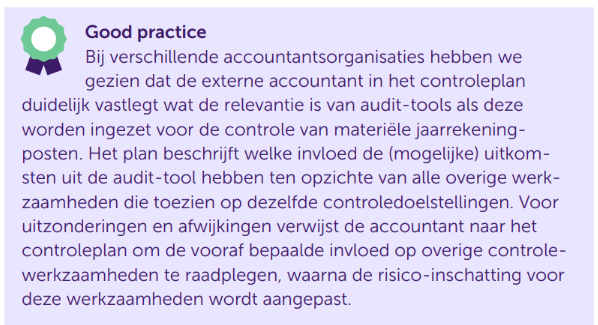 Good practice
Bij verschillende accountantsorganisaties hebben we
gezien dat de externe accountant in het controleplan
duidelijk vastlegt wat de relevantie is van audit-tools als deze
worden ingezet voor de controle van materiële jaarrekening-
posten. Het plan beschrijft welke invloed de (mogelijke) uitkom-
sten uit de audit-tool hebben ten opzichte van alle overige werk-
zaamheden die toezien op dezelfde controledoelstellingen. Voor
uitzonderingen en afwijkingen verwijst de accountant naar het
controleplan om de vooraf bepaalde invloed op overige controle-
werkzaamheden te raadplegen, waarna de risico-inschatting voor
deze werkzaamheden wordt aangepast.